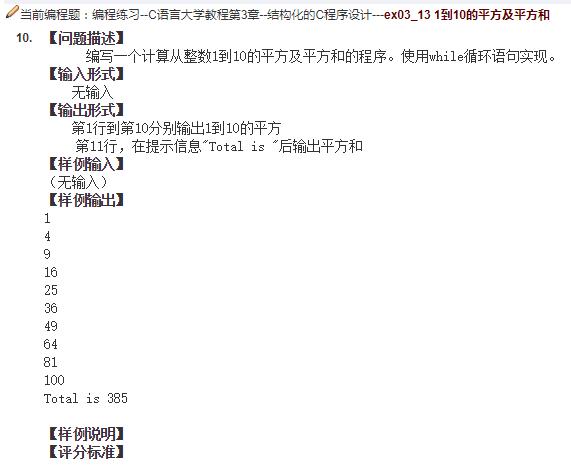 当前编程题：编程练习--C语言大学教程第3章--结构化的C程序设计---ex03_13 1到10的平方及平方和
10. 【问题描述】
编写一个计算从整数1到10的平方及平方和的程序。使用while循环语句实现。
【输入形式】
无输入
【输出形式】
第1行到第10分别输出1到10的平方
第11行，在提示信息"Total is "后输出平方和
【样例输入】
（无输入）
【样例输出】
1
4
9
16
25
36
49
64
81
100
Total is 385
【样例说明】
【评分标准】